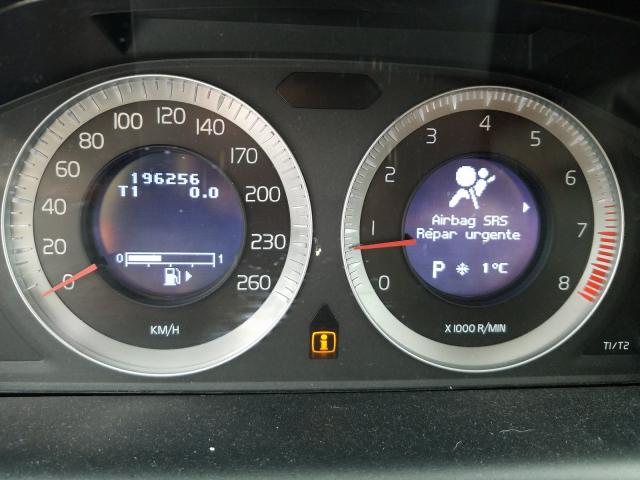 196256
T1 0.0
0 1
0 20 40 60 80 100 120 140 170 200 230 260
KM/H
0 1 2 3 4 5 6 7 8
Airbag SRS
Repar urgente
P 1°C
X 1000 R/MIN
i
T1/T2